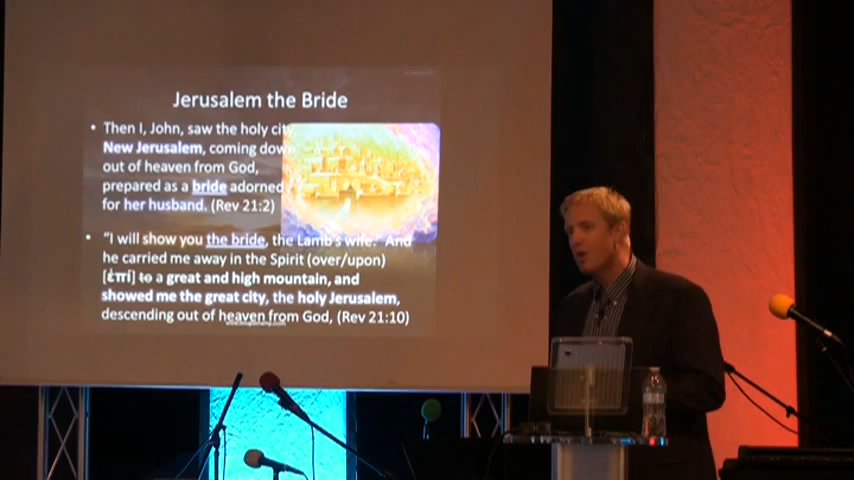 Jerusalem the Bride
• Then I, John, saw the holy city
New Jerusalem, coming down
out of heaven from God,
prepared as a bride adorned
for her husband. (Rev 21:2)
• "I will show you the bride, the Lamb's wife." And
he carried me away in the Spirit (over/upon)
[ἐπί] to a great and high mountain, and
showed me the great city, the holy Jerusalem,
descending out of heaven from God, (Rev 21:10)